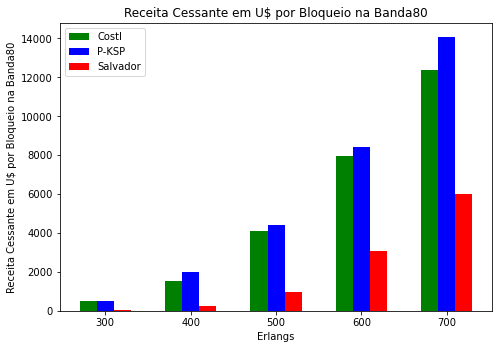 Receita Cessante em U$ por Bloqueio na Banda80
Receita Cessante em U$ por Bloqueio na Banda80
14000
12000
10000
8000
6000
4000
2000
0
CostI
P-KSP
Salvador
300 400 500 600 700
Erlangs